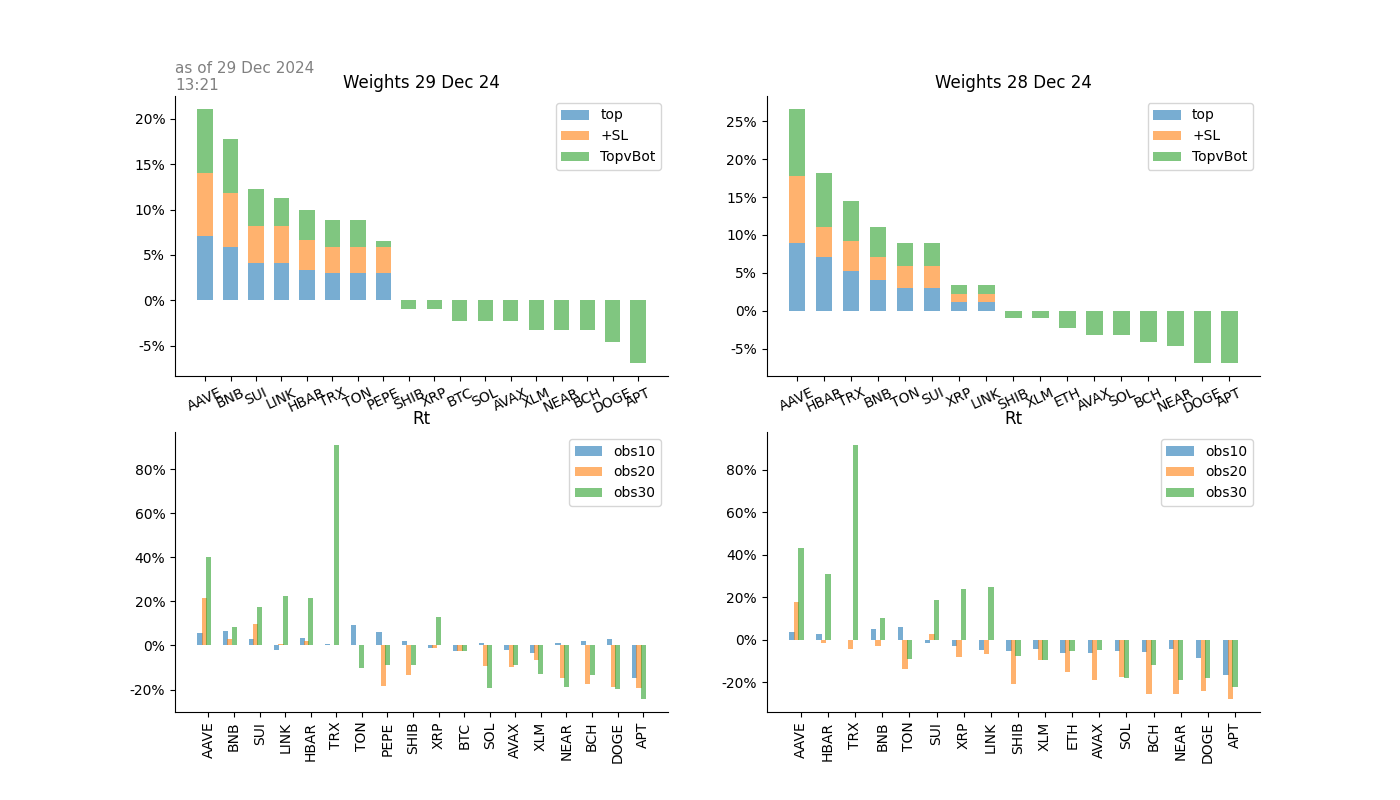 as of 29 Dec 2024
13:21
Weights 29 Dec 24
20%
15%
10%
5%
0%
-5%
top
+SL
TopvBot
AAVE BNB SUI LINK HBAR TRX TON PEPE SHIB XRP BTC SOL AVAX XLM NEAR BCH DOGE APT
Weights 28 Dec 24
25%
20%
15%
10%
5%
0%
-5%
top
+SL
TopvBot
AAVE HBAR TRX BNB TON SUI XRP LINK SHIB XLM ETH AVAX SOL BCH NEAR DOGE APT
Rt
80%
60%
40%
20%
0%
-20%
obs10
obs20
obs30
AAVE BNB SUI LINK HBAR TRX TON PEPE SHIB XRP BTC SOL AVAX XLM NEAR BCH DOGE APT
Rt
80%
60%
40%
20%
0%
-20%
obs10
obs20
obs30
AAVE HBAR TRX BNB TON SUI XRP LINK SHIB XLM ETH AVAX SOL BCH NEAR DOGE APT